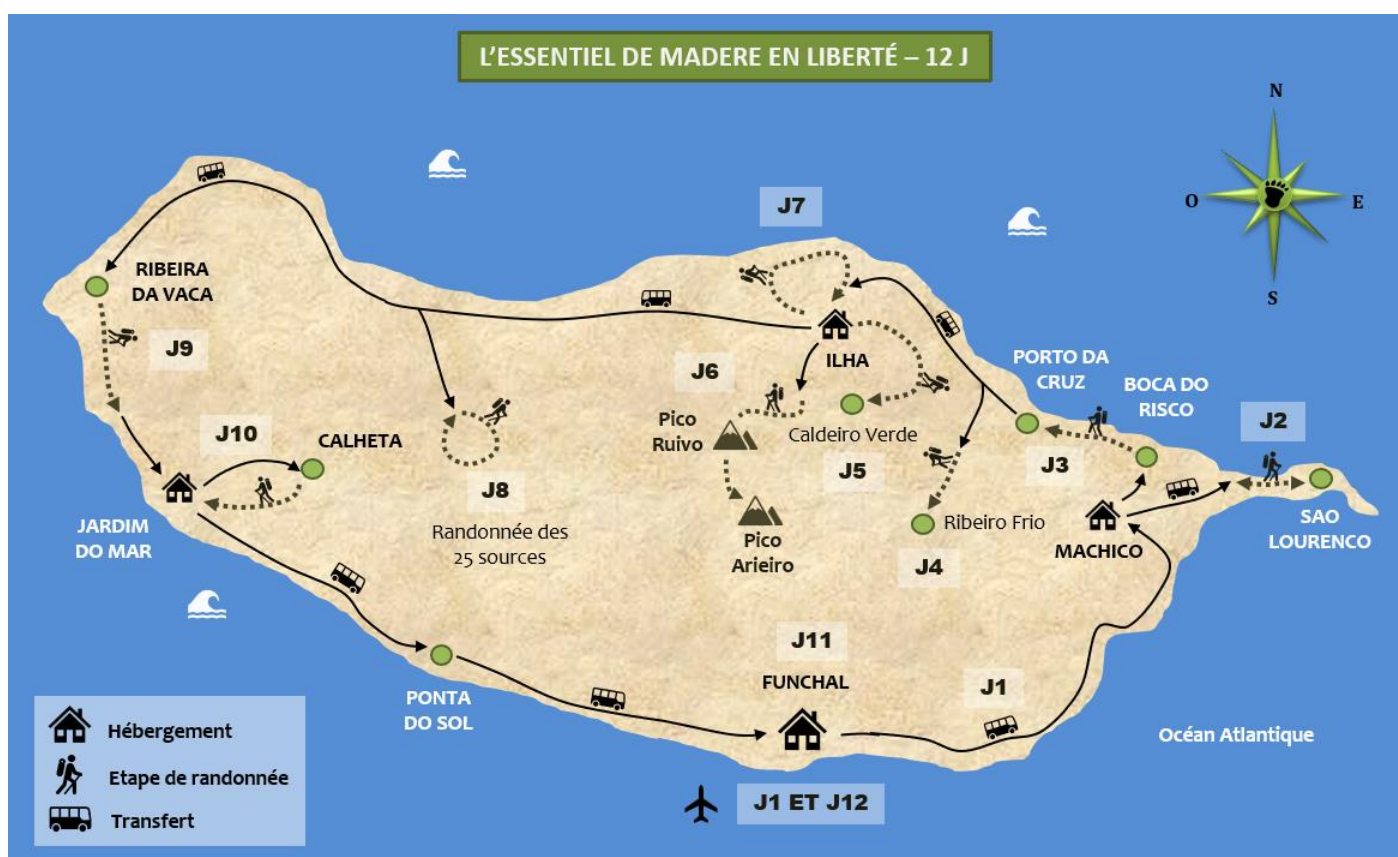 L'ESSENTIEL DE MADERE EN LIBERTÉ – 12 J
N
O
E
S
J7
RIBEIRA
DA VACA
J9
ILHA
J6
PORTO DA
CRUZ
BOCA DO
RISCO
J2
J10
CALHETA
Pico
Ruivo
Caldeiro Verde
J5
J3
J8
Randonnée des
25 sources
JARDIM
DO MAR
Pico
Arieiro
Ribeiro Frio
J4
MACHICO
SAO
LOURENCO
J11
FUNCHAL
J1
PONTA
DO SOL
Océan Atlantique
Hébergement
Etape de randonnée
Transfert
J1 ET J12